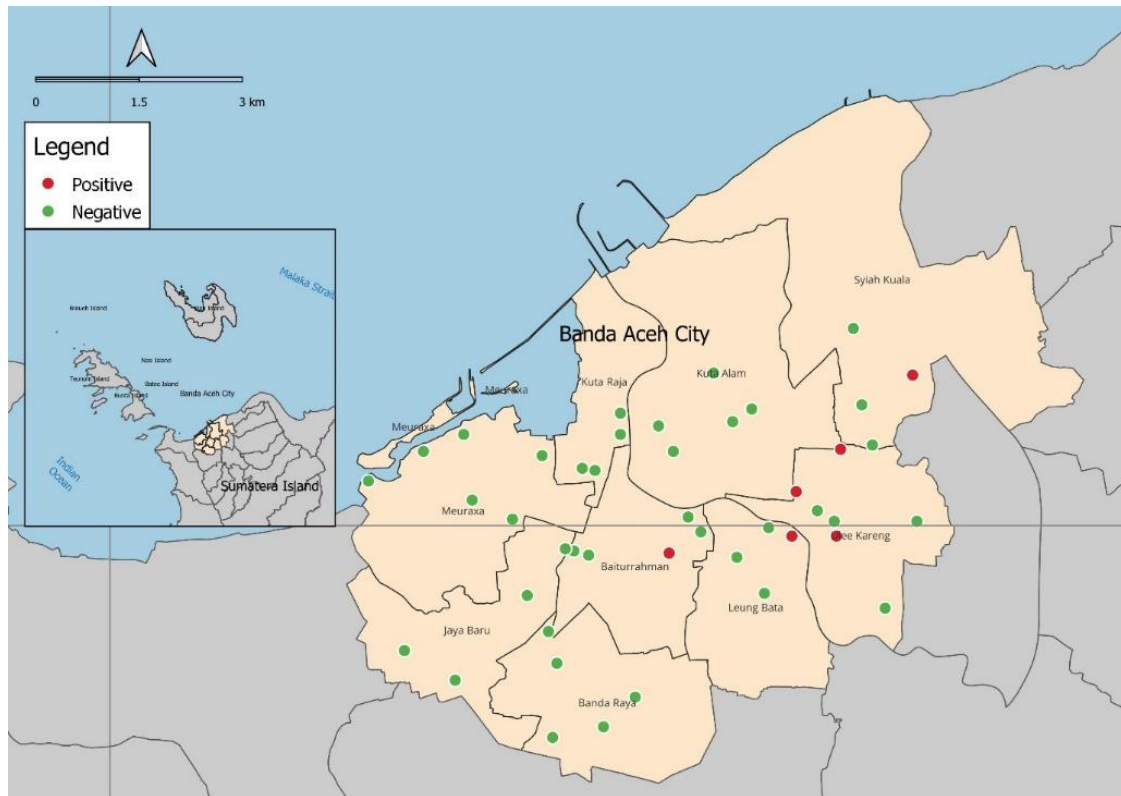 0 1.5 3 km
Legend
Positive
Negative
Malaka Strait
Nasi Island
Banda Aceh City
Indian
Ocean
Sumatera Island
Syiah Kuala
Banda Aceh City
Kuta Alam
Kuta Raja
Meuraxa
Meuraxa
Meuraxa
Ulee Kareng
Baiturrahman
Leung Bata
Jaya Baru
Banda Raya